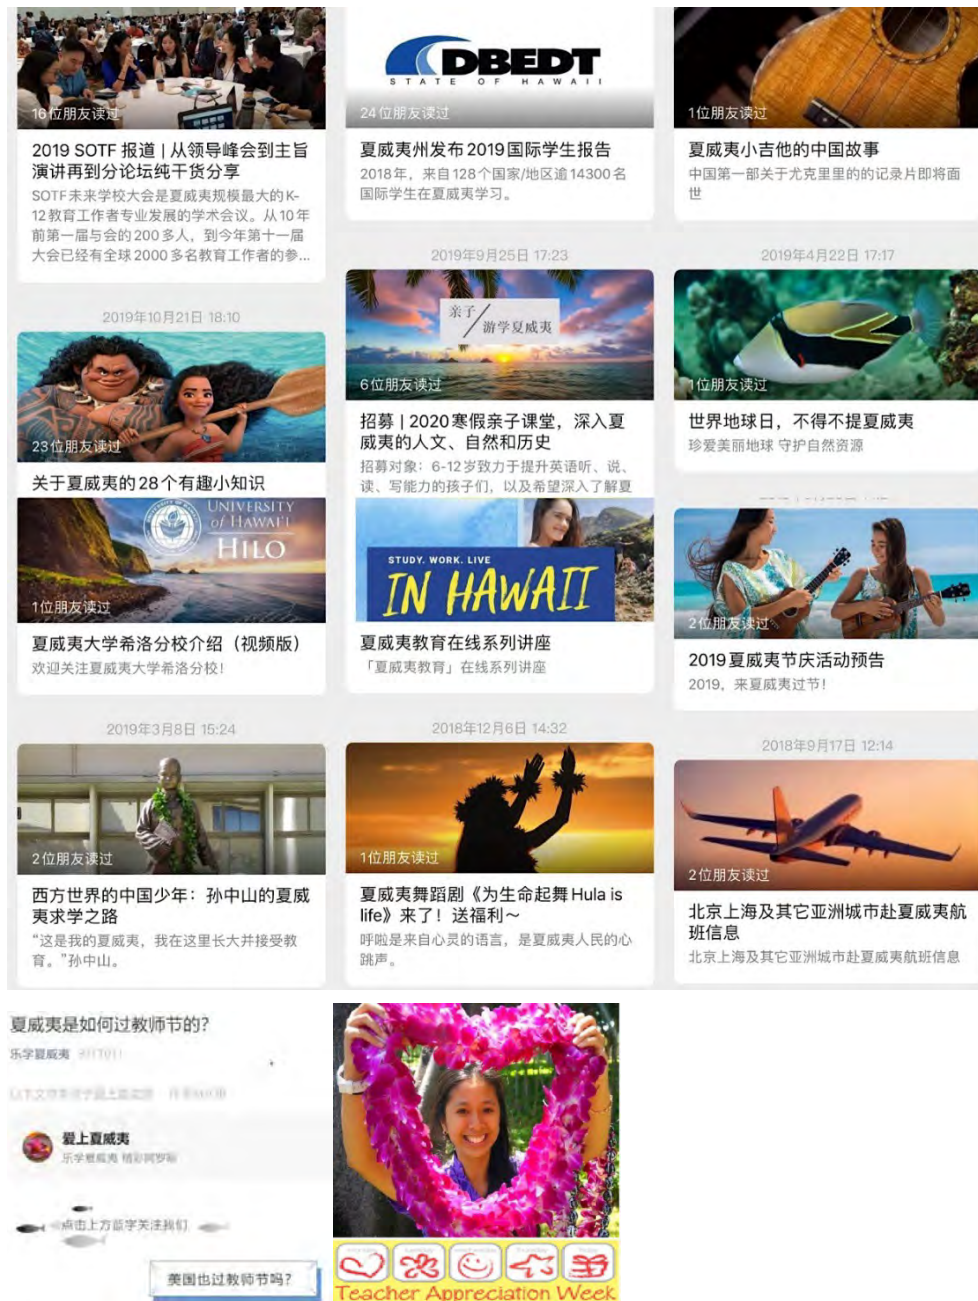 16位朋友读过
2019 SOTF 报道 | 从领导峰会到主旨
演讲再到分论坛纯干货分享
SOTF未来学校大会是夏威夷规模最大的K-
12教育工作者专业发展的学术会议。从10年
前第一届与会的200多人，到今年第十一届
大会已经有全球2000多名教育工作者的参...
2019年10月21日 18:10
23位朋友读过
关于夏威夷的28个有趣小知识
UNIVERSITY
of HAWAI'I
HILO
1位朋友读过
夏威夷大学希洛分校介绍（视频版）
欢迎关注夏威夷大学希洛分校！
2019年3月8日 15:24
2位朋友读过
西方世界的中国少年：孙中山的夏威
夷求学之路
“这是我的夏威夷，我在这里长大并接受教
育。”孙中山。
DBEDT
STATE OF HAWAII
24位朋友读过
夏威夷州发布2019国际学生报告
2018年，来自128个国家/地区逾14300名
国际学生在夏威夷学习。
2019年9月25日 17:23
亲子
游学夏威夷
6位朋友读过
招募 | 2020寒假亲子课堂，深入夏
威夷的人文、自然和历史
招募对象：6-12岁致力于提升英语听、说、
读、写能力的孩子们，以及希望深入了解夏
STUDY. WORK. LIVE
IN HAWAII
夏威夷教育在线系列讲座
「夏威夷教育」在线系列讲座
2018年12月6日 14:32
1位朋友读过
夏威夷舞蹈剧《为生命起舞 Hula is
life》来了！送福利～
呼啦是来自心灵的语言，是夏威夷人民的心
跳声。
1位朋友读过
夏威夷小吉他的中国故事
中国第一部关于尤克里里的的记录片即将面
世
2019年4月22日 17:17
1位朋友读过
世界地球日，不得不提夏威夷
珍爱美丽地球 守护自然资源
2位朋友读过
2019夏威夷节庆活动预告
2019，来夏威夷过节！
2018年9月17日 12:14
2位朋友读过
北京上海及其它亚洲城市赴夏威夷航
班信息
北京上海及其它亚洲城市赴夏威夷航班信息
夏威夷是如何过教师节的？
乐学夏威夷
爱上夏威夷
乐学夏威夷 精彩阿罗哈
点击上方蓝字关注我们
美国也过教师节吗？
Teacher Appreciation Week